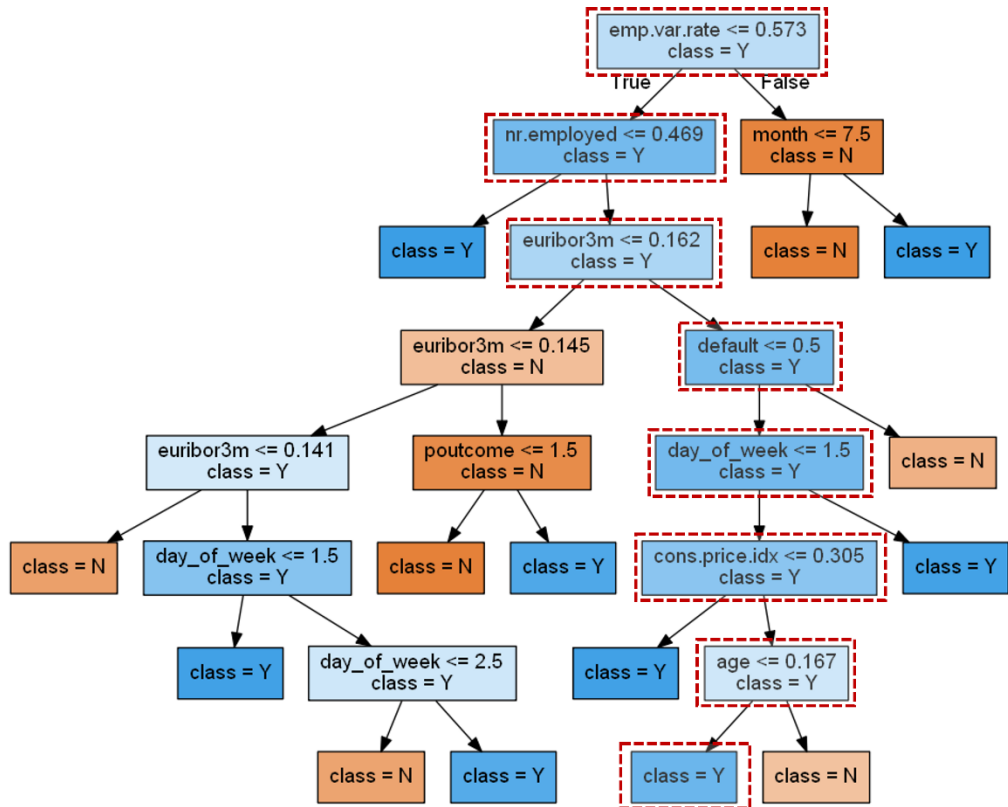 emp.var.rate <= 0.573
class = Y
True
False
nr.employed <= 0.469
class = Y
month <= 7.5
class = N
class = Y
euribor3m <= 0.162
class = Y
class = N
class = Y
euribor3m <= 0.145
class = N
default <= 0.5
class = Y
euribor3m <= 0.141
class = Y
poutcome <= 1.5
class = N
day_of_week <= 1.5
class = Y
class = N
class = N
day_of_week <= 1.5
class = Y
class = N
class = Y
cons.price.idx <= 0.305
class = Y
class = Y
class = Y
day_of_week <= 2.5
class = Y
class = Y
age <= 0.167
class = Y
class = N
class = Y
class = Y
class = N